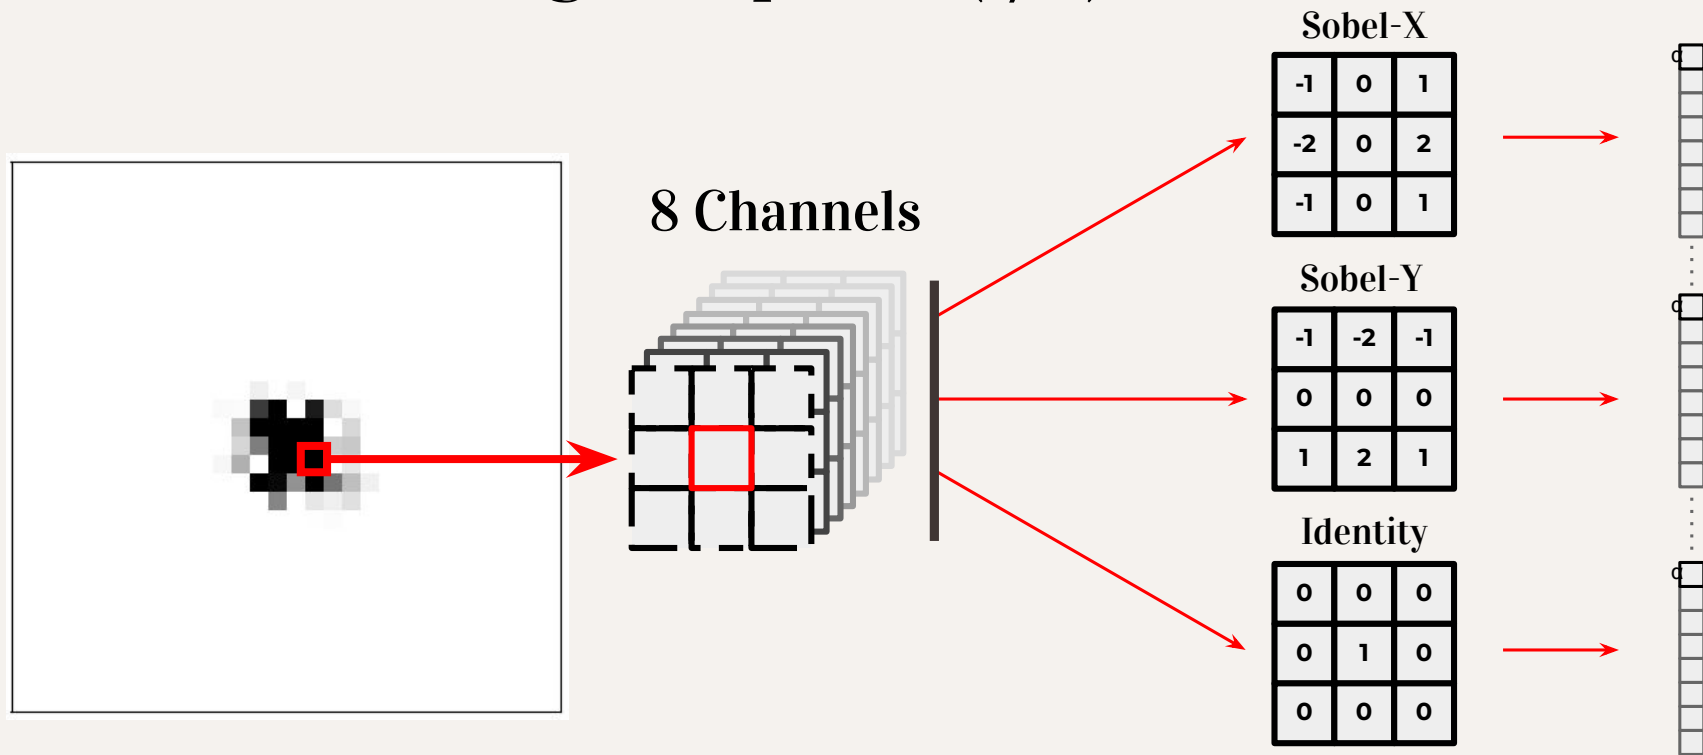 8 Channels
Sobel-X
-1 0 1
-2 0 2
-1 0 1
Sobel-Y
-1 -2 -1
0 0 0
1 2 1
Identity
0 0 0
0 1 0
0 0 0
α
α
α